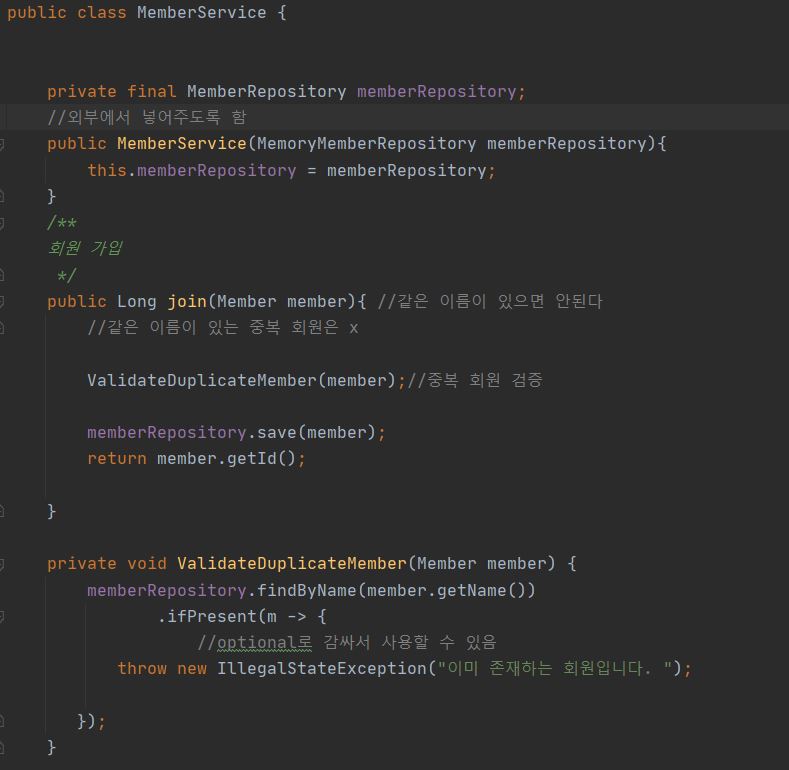 public class MemberService {
private final MemberRepository memberRepository;
//외부에서 넣어주도록 함
public MemberService(MemoryMemberRepository memberRepository){
this.memberRepository = memberRepository;
}
/**
회원 가입
*/
public Long join(Member member){ //같은 이름이 있으면 안된다
//같은 이름이 있는 중복 회원은 x
ValidateDuplicateMember(member);//중복 회원 검증
memberRepository.save(member);
return member.getId();
}
private void ValidateDuplicateMember(Member member) {
memberRepository.findByName(member.getName())
.ifPresent(m -> {
//optional로 감싸서 사용할 수 있음
throw new IllegalStateException("이미 존재하는 회원입니다. ");
});
}